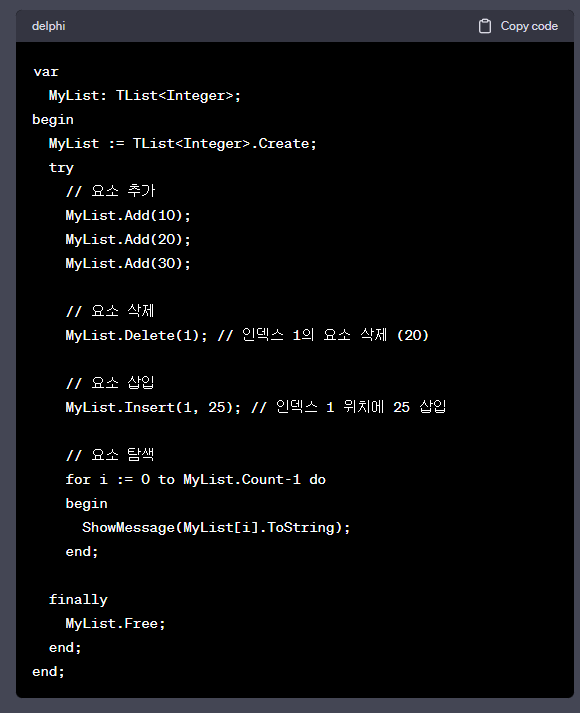 delphi
Copy code
var
  MyList: TList<Integer>;
begin
  MyList := TList<Integer>.Create;
  try
    // 요소 추가
    MyList.Add(10);
    MyList.Add(20);
    MyList.Add(30);

    // 요소 삭제
    MyList.Delete(1); // 인덱스 1의 요소 삭제 (20)

    // 요소 삽입
    MyList.Insert(1, 25); // 인덱스 1 위치에 25 삽입

    // 요소 탐색
    for i := 0 to MyList.Count-1 do
    begin
      ShowMessage(MyList[i].ToString);
    end;

  finally
    MyList.Free;
  end;
end;